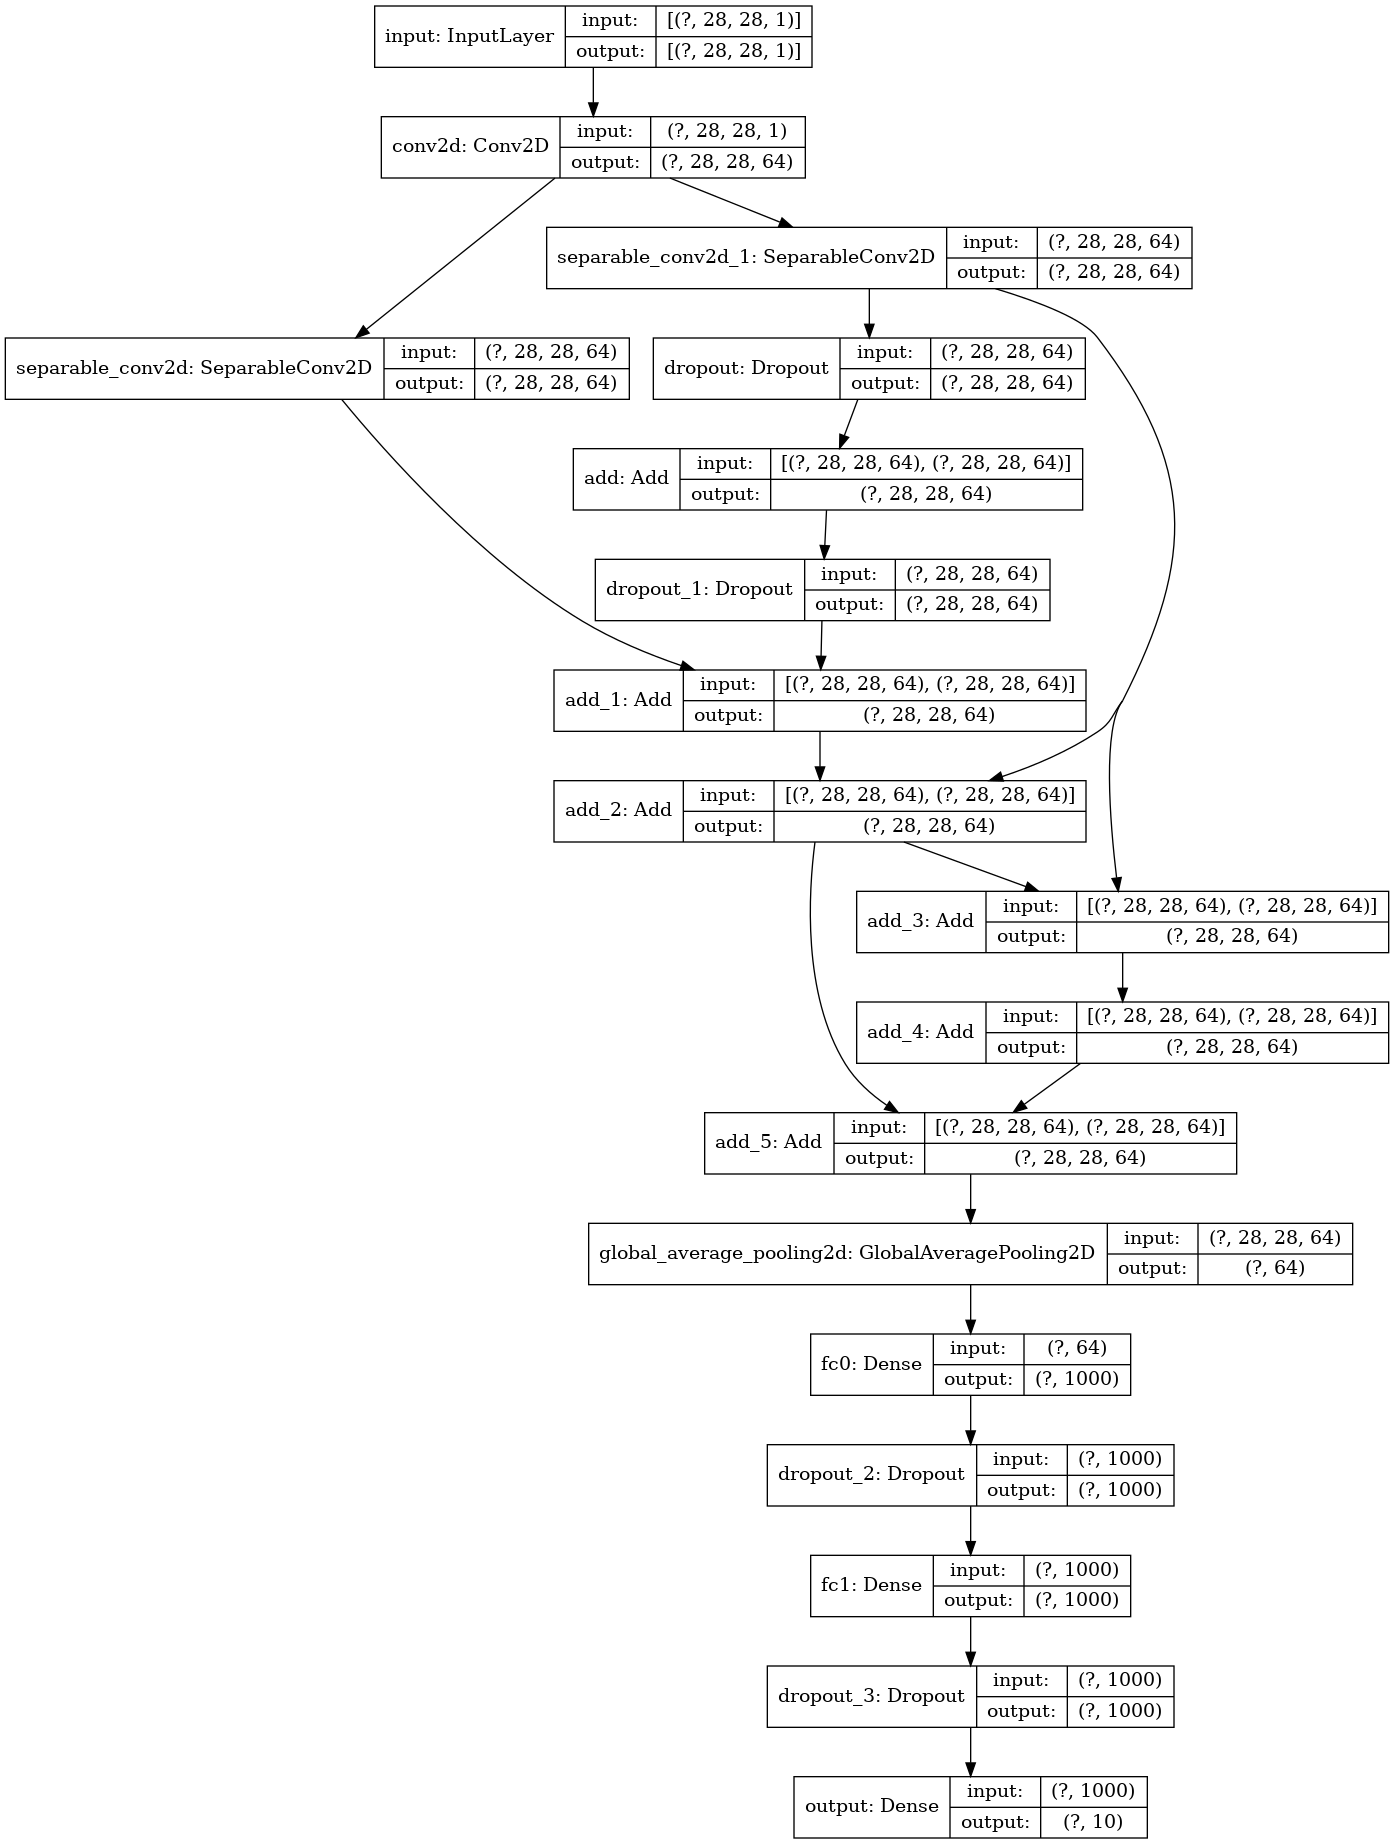 input: InputLayer
input:
[(?, 28, 28, 1)]
output:
[(?, 28, 28, 1)]
conv2d: Conv2D
input:
(?, 28, 28, 1)
output:
(?, 28, 28, 64)
separable_conv2d_1: SeparableConv2D
input:
(?, 28, 28, 64)
output:
(?, 28, 28, 64)
separable_conv2d: SeparableConv2D
input:
(?, 28, 28, 64)
output:
(?, 28, 28, 64)
dropout: Dropout
input:
(?, 28, 28, 64)
output:
(?, 28, 28, 64)
add: Add
input:
[(?, 28, 28, 64), (?, 28, 28, 64)]
output:
(?, 28, 28, 64)
dropout_1: Dropout
input:
(?, 28, 28, 64)
output:
(?, 28, 28, 64)
add_1: Add
input:
[(?, 28, 28, 64), (?, 28, 28, 64)]
output:
(?, 28, 28, 64)
add_2: Add
input:
[(?, 28, 28, 64), (?, 28, 28, 64)]
output:
(?, 28, 28, 64)
add_3: Add
input:
[(?, 28, 28, 64), (?, 28, 28, 64)]
output:
(?, 28, 28, 64)
add_4: Add
input:
[(?, 28, 28, 64), (?, 28, 28, 64)]
output:
(?, 28, 28, 64)
add_5: Add
input:
[(?, 28, 28, 64), (?, 28, 28, 64)]
output:
(?, 28, 28, 64)
global_average_pooling2d: GlobalAveragePooling2D
input:
(?, 28, 28, 64)
output:
(?, 64)
fc0: Dense
input:
(?, 64)
output:
(?, 1000)
dropout_2: Dropout
input:
(?, 1000)
output:
(?, 1000)
fc1: Dense
input:
(?, 1000)
output:
(?, 1000)
dropout_3: Dropout
input:
(?, 1000)
output:
(?, 1000)
output: Dense
input:
(?, 1000)
output:
(?, 10)